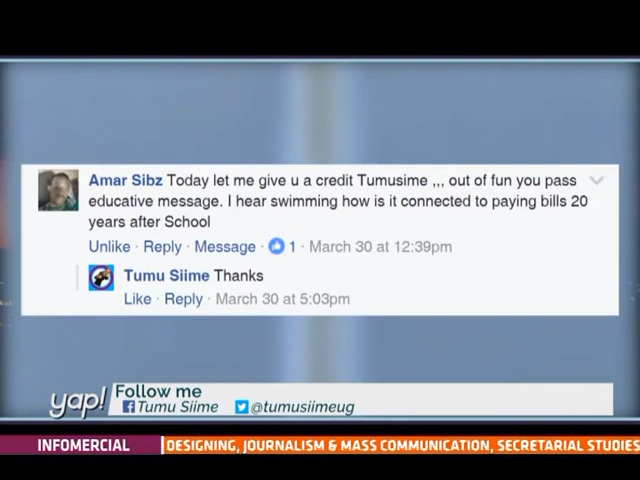 Amar Sibz Today let me give u a credit Tumusime ,,, out of fun you pass
educative message. I hear swimming how is it connected to paying bills 20
years after School
Unlike · Reply · Message · 1 · March 30 at 12:39pm
Tumu Siime Thanks
Like · Reply · March 30 at 5:03pm
yap!
Follow me
Tumu Siime @tumusiimeug
INFOMERCIAL DESIGNING, JOURNALISM & MASS COMMUNICATION, SECRETARIAL STUDIES